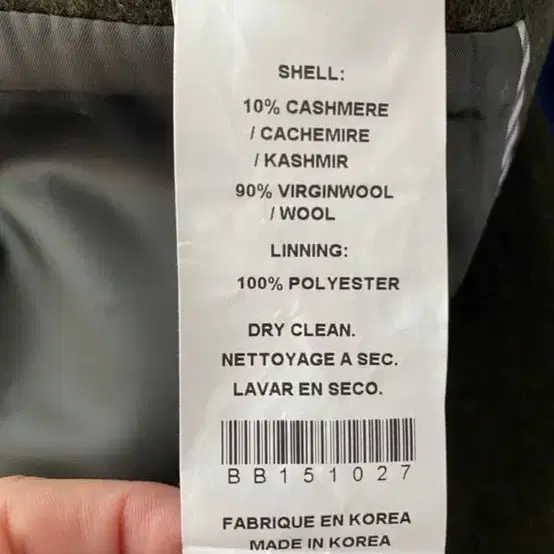 SHELL:
10% CASHMERE
/ CACHEMIRE
/ KASHMIR
90% VIRGINWOOL
/ WOOL
LINNING:
100% POLYESTER
DRY CLEAN.
NETTOYAGE A SEC.
LAVAR EN SECO.
BB151027
FABRIQUE EN KOREA
MADE IN KOREA